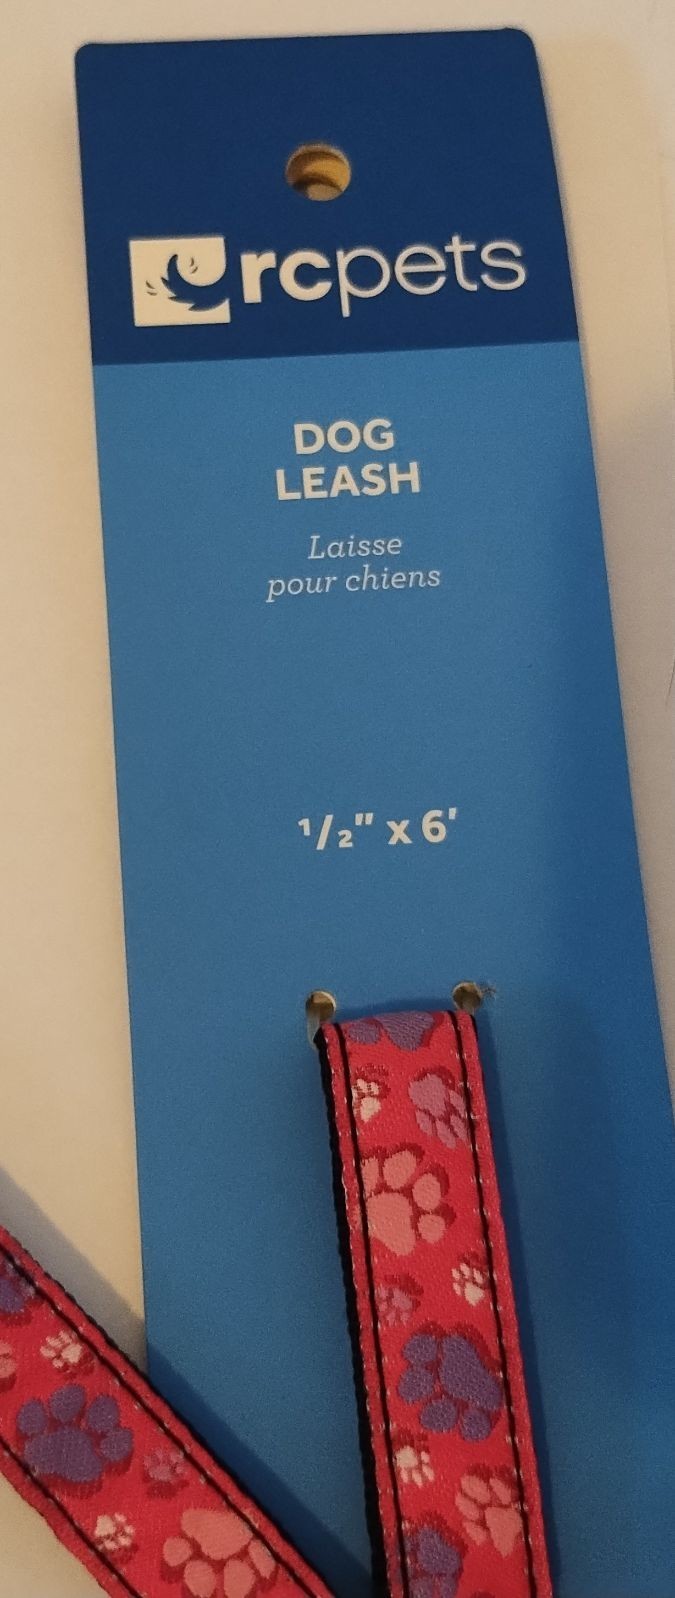 rcpets
DOG
LEASH
Laisse
pour chiens
1/2" x 6'